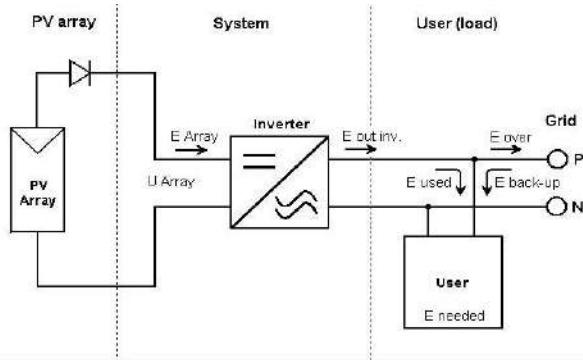 PV array
System
User (load)
Inverter
Grid
E Array
E out inv.
E over
P
PV
Array
U Array
E used
E back-up
N
User
E needed